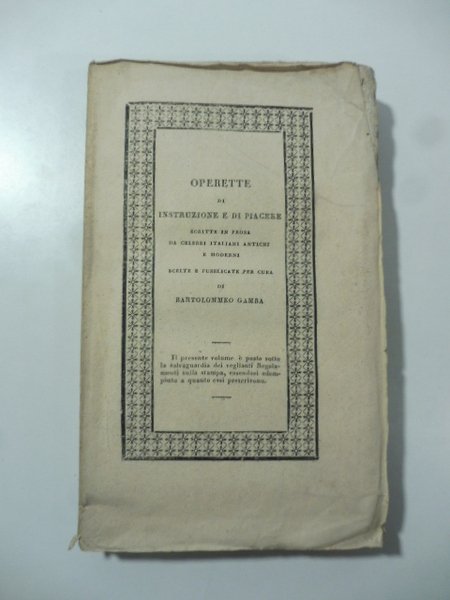 OPERETTE
DI
INSTRUZIONE E DI PIACERE
SCRITTE IN PROSA
DA CELEBRI ITALIANI ANTICHI
E MODERNI
SCELTE E PUBBLICATE PER CURA
DI
BARTOLOMMEO GAMBA
Il presente volume è posto sotto
la salvaguardia dei veglianti Regola-
menti sulla stampa, essendosi adem-
piuto a quanto essi prescrivono.